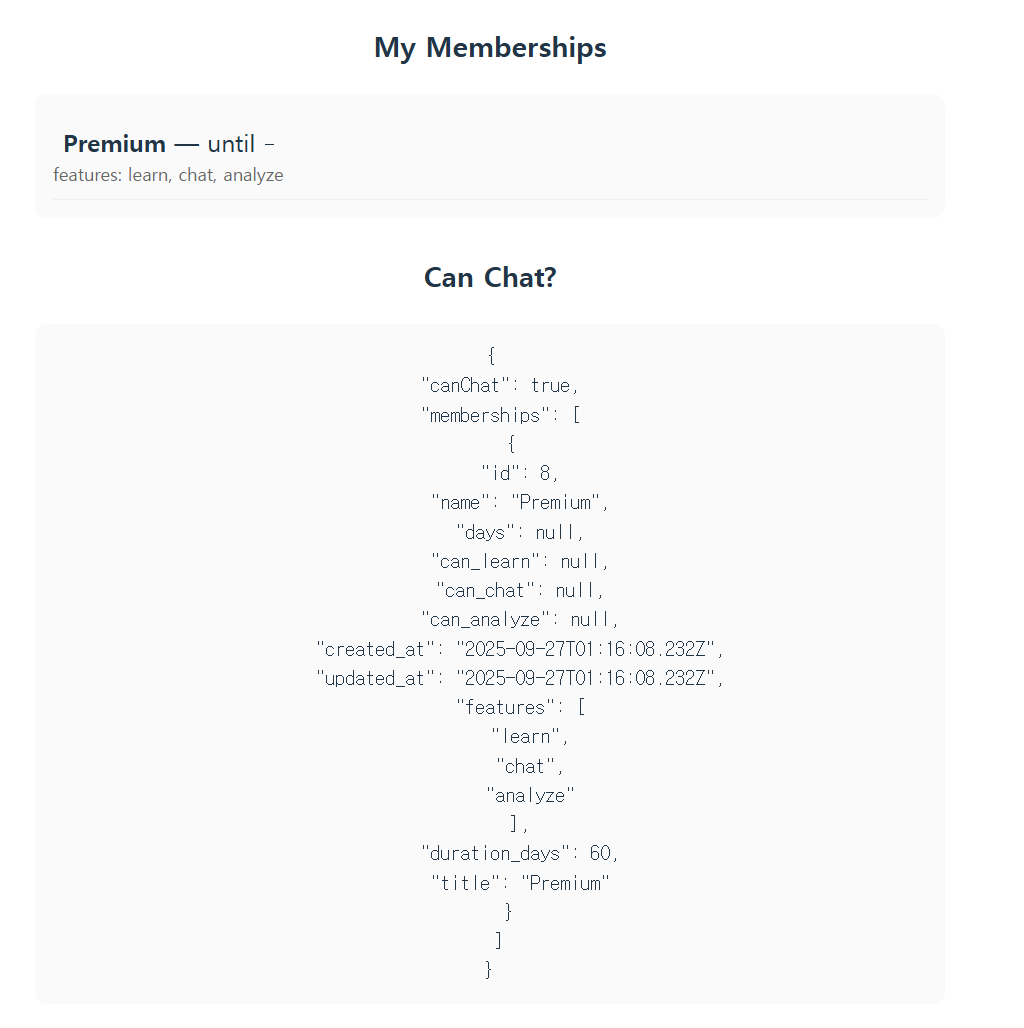 My Memberships
Premium — until -
features: learn, chat, analyze
Can Chat?
{
"canChat": true,
"memberships": [
{
"id": 8,
"name": "Premium",
"days": null,
"can_learn": null,
"can_chat": null,
"can_analyze": null,
"created_at": "2025-09-27T01:16:08.232Z",
"updated_at": "2025-09-27T01:16:08.232Z",
"features": [
"learn",
"chat",
"analyze"
],
"duration_days": 60,
"title": "Premium"
}
]
}